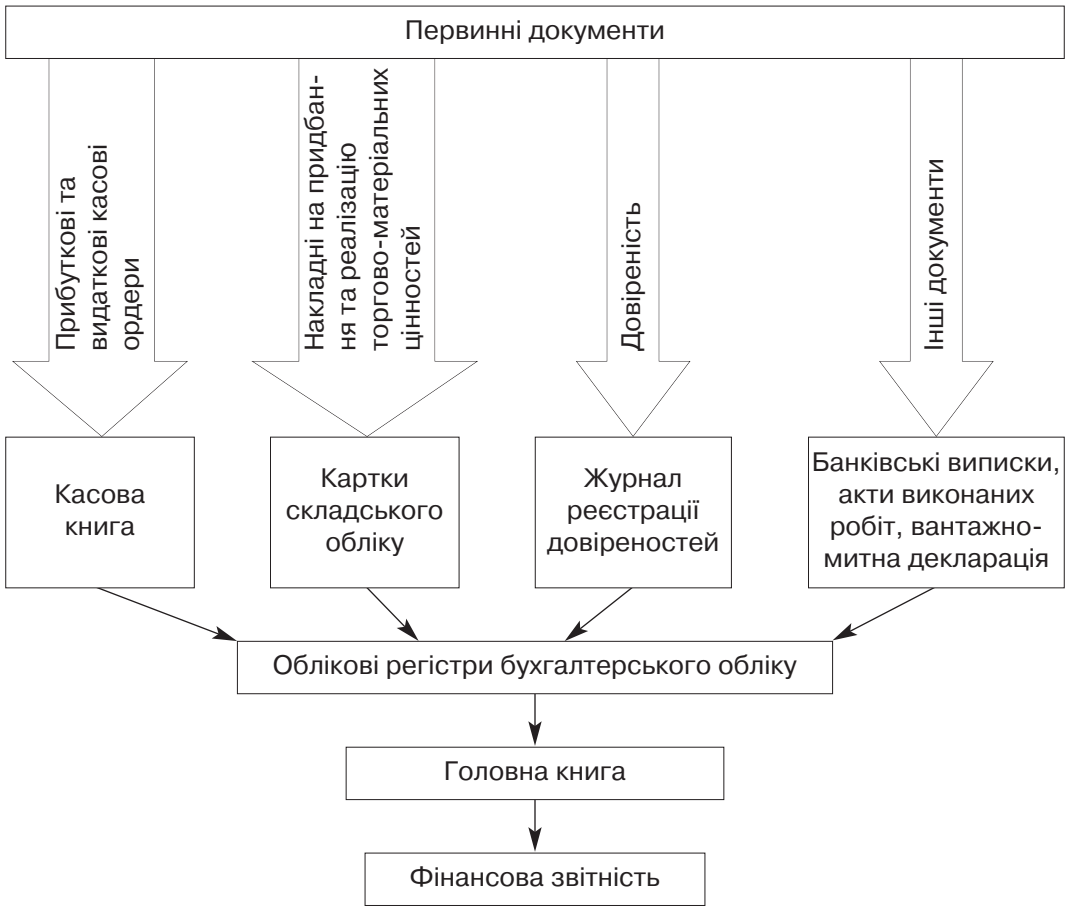 Первинні документи
Прибуткові та
видаткові касові
ордери
Накладні на придбан-
ня та реалізацію
торгово-матеріальних
цінностей
Довіреність
Інші документи
Касова
книга
Картки
складського
обліку
Журнал
реєстрації
довіреностей
Банківські виписки,
акти виконаних
робіт, вантажно-
митна декларація
Облікові регістри бухгалтерського обліку
Головна книга
Фінансова звітність